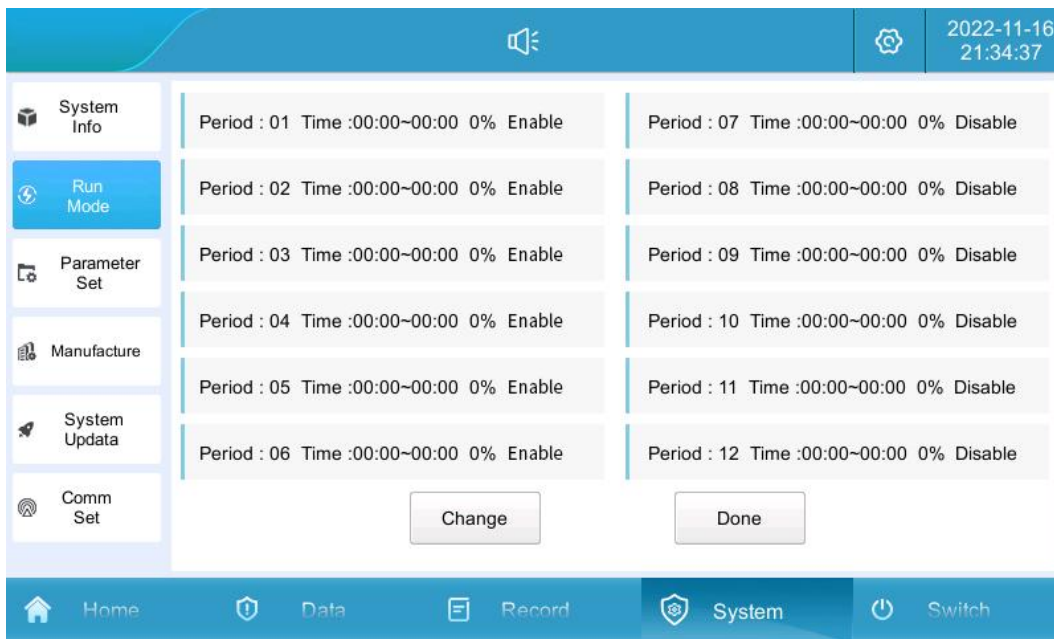 2022-11-16
21:34:37
System
Info
Run
Mode
Parameter
Set
Manufacture
System
Updata
Comm
Set
Period : 01 Time :00:00~00:00 0% Enable
Period : 02 Time :00:00~00:00 0% Enable
Period : 03 Time :00:00~00:00 0% Enable
Period : 04 Time :00:00~00:00 0% Enable
Period : 05 Time :00:00~00:00 0% Enable
Period : 06 Time :00:00~00:00 0% Enable
Period : 07 Time :00:00~00:00 0% Disable
Period : 08 Time :00:00~00:00 0% Disable
Period : 09 Time :00:00~00:00 0% Disable
Period : 10 Time :00:00~00:00 0% Disable
Period : 11 Time :00:00~00:00 0% Disable
Period : 12 Time :00:00~00:00 0% Disable
Change
Done
Home
Data
Record
System
Switch